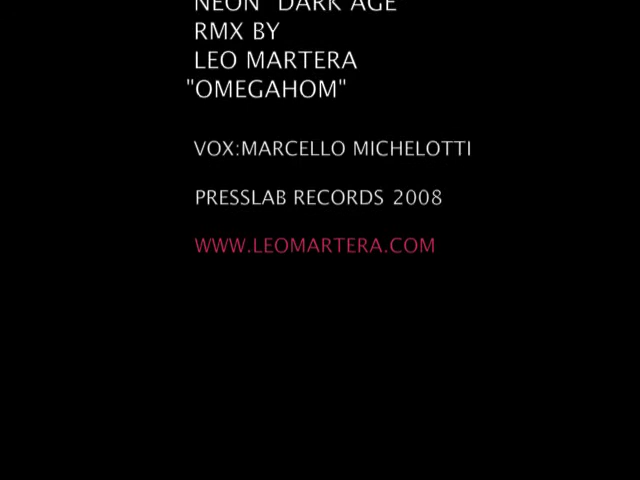 NEON "DARK AGE"
RMX BY
LEO MARTERA
"OMEGAHOM"
VOX:MARCELLO MICHELOTTI
PRESSLAB RECORDS 2008
WWW.LEOMARTERA.COM